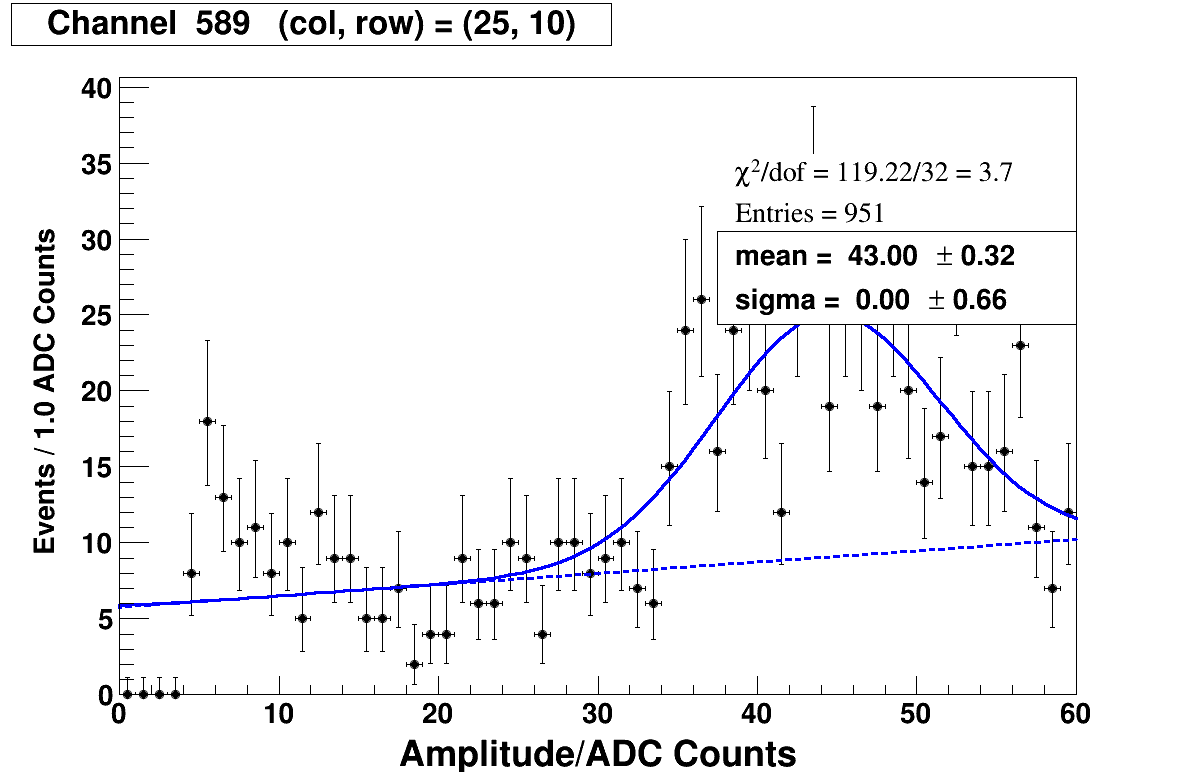 Channel 589 (col, row) = (25, 10)
40
35
30
25
20
15
10
5
0
Events / 1.0 ADC Counts
χ²/dof = 119.22/32 = 3.7
Entries = 951
mean = 43.00 ± 0.32
sigma = 0.00 ± 0.66
0 10 20 30 40 50 60
Amplitude/ADC Counts